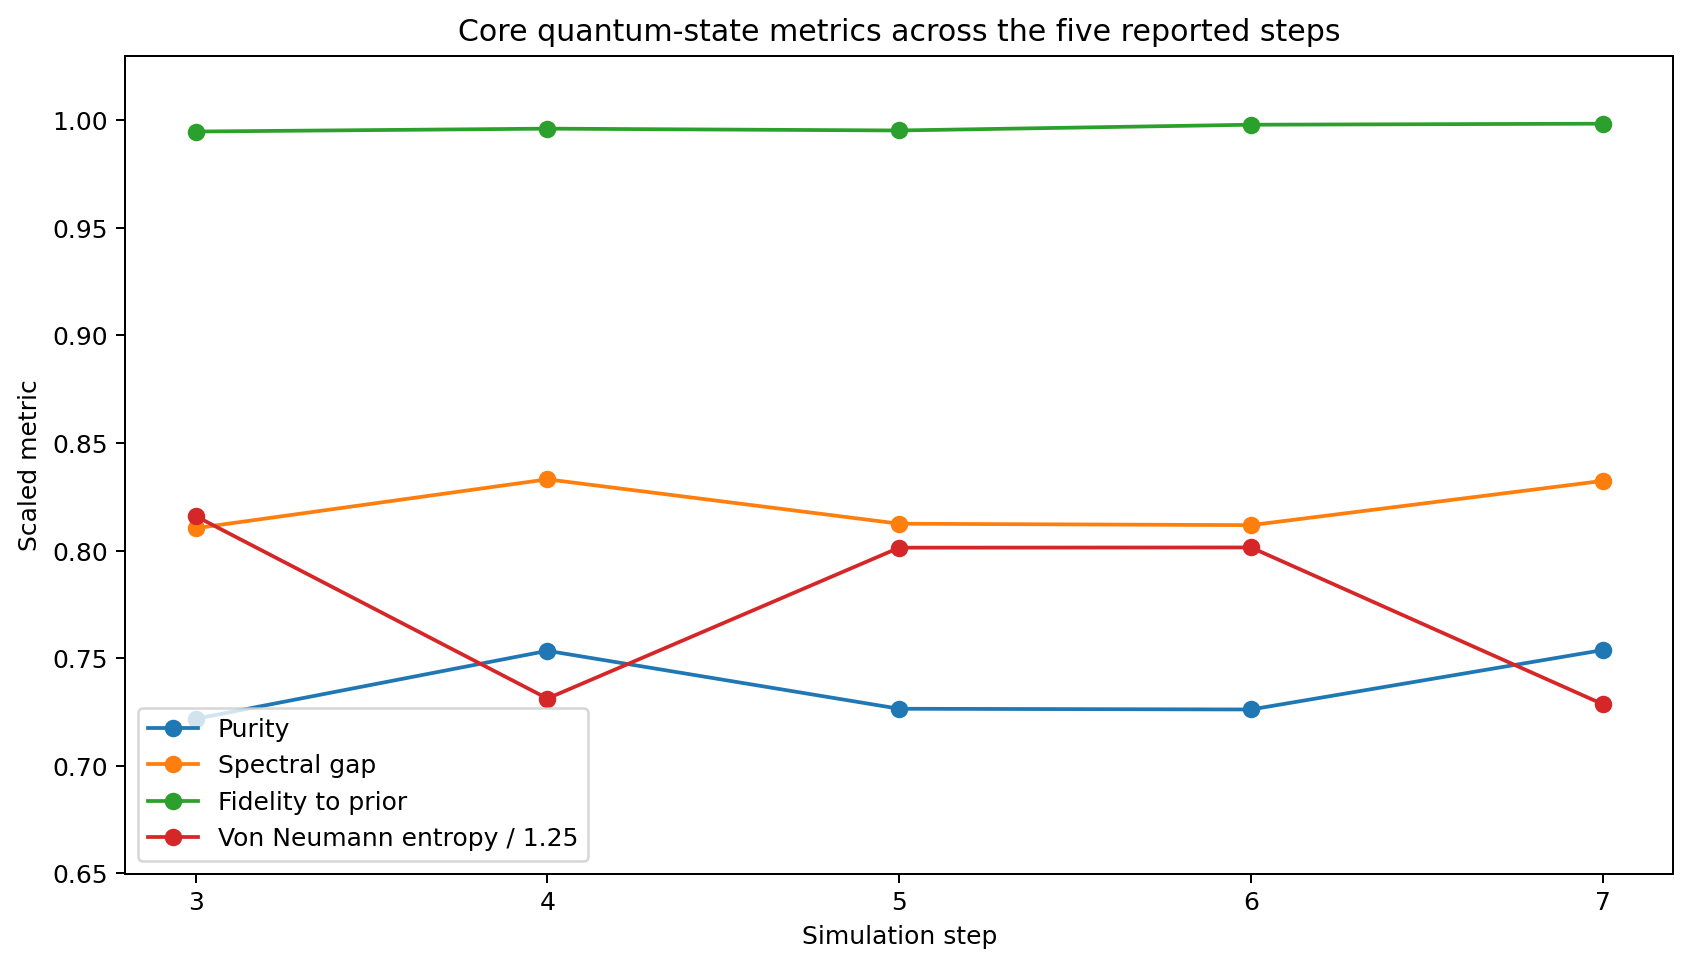 Core quantum-state metrics across the five reported steps
Scaled metric
1.00
0.95
0.90
0.85
0.80
0.75
0.70
0.65
Purity
Spectral gap
Fidelity to prior
Von Neumann entropy / 1.25
3 4 5 6 7
Simulation step